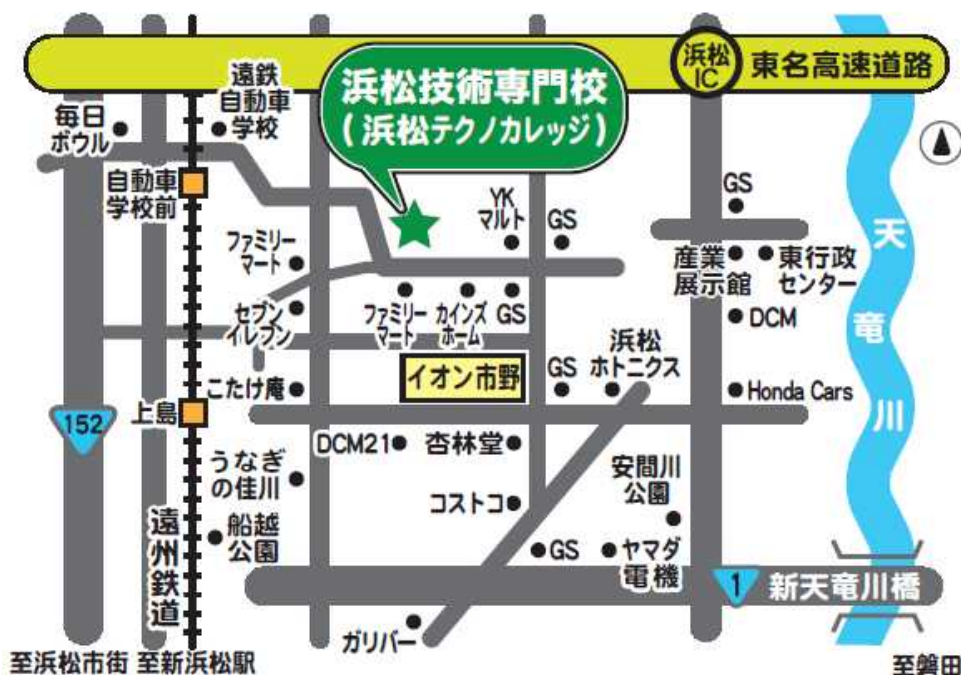 浜松
IC
東名高速道路
浜松技術専門校
(浜松テクノカレッジ)
遠鉄
自動車
学校
毎日
ボウル
自動車
学校前
YK
マルト
GS
GS
天竜川
ファミリー
マート
産業
展示館
東行政
センター
セブン
イレブン
ファミリー
マート
カインズ
ホーム
GS
DCM
浜松
ホトニクス
イオン市野
GS
こたけ庵
Honda Cars
152
上島
DCM21
杏林堂
うなぎ
の佳川
安間川
公園
コストコ
遠州鉄道
船越
公園
GS
ヤマダ
電機
1
新天竜川橋
ガリバー
至浜松市街
至新浜松駅
至磐田